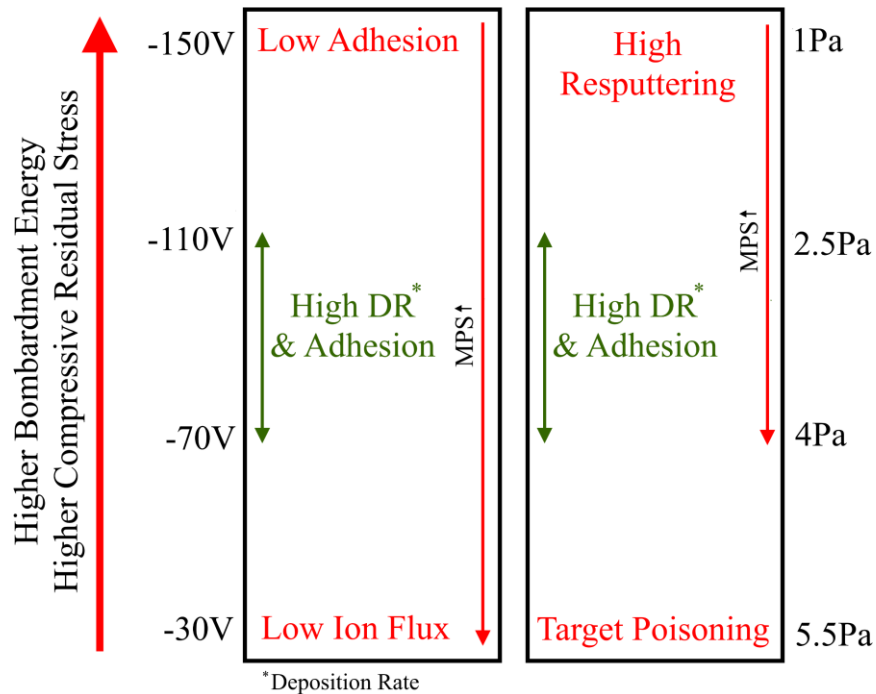 Higher Bombardment Energy
Higher Compressive Residual Stress
-150V
-110V
-70V
-30V
Low Adhesion
High DR*
& Adhesion
MPS↑
Low Ion Flux
High
Resputtering
High DR*
& Adhesion
MPS↑
Target Poisoning
1Pa
2.5Pa
4Pa
5.5Pa
*Deposition Rate